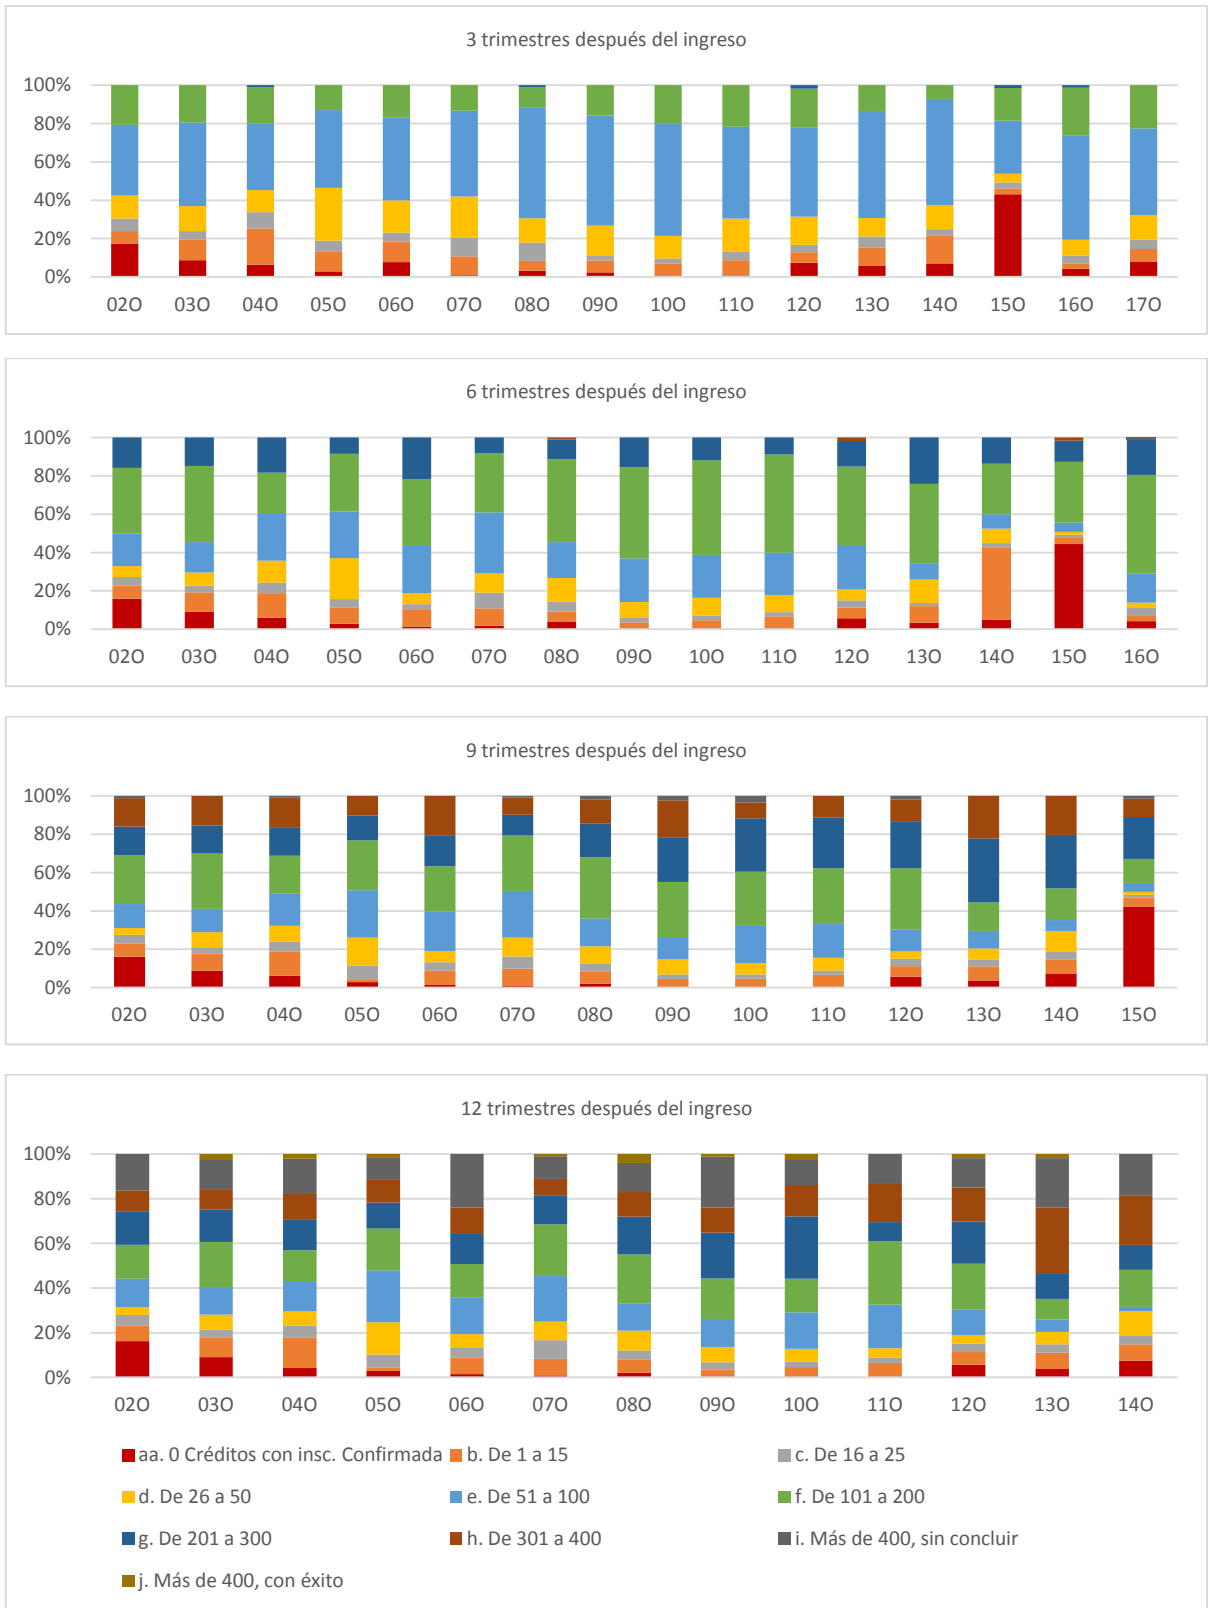 3 trimestres después del ingreso
100%
80%
60%
40%
20%
0%
02O 03O 04O 05O 06O 07O 08O 09O 10O 11O 12O 13O 14O 15O 16O 17O
6 trimestres después del ingreso
100%
80%
60%
40%
20%
0%
02O 03O 04O 05O 06O 07O 08O 09O 10O 11O 12O 13O 14O 15O 16O
9 trimestres después del ingreso
100%
80%
60%
40%
20%
0%
02O 03O 04O 05O 06O 07O 08O 09O 10O 11O 12O 13O 14O 15O
12 trimestres después del ingreso
100%
80%
60%
40%
20%
0%
02O 03O 04O 05O 06O 07O 08O 09O 10O 11O 12O 13O 14O
aa. 0 Créditos con insc. Confirmada b. De 1 a 15 c. De 16 a 25
d. De 26 a 50 e. De 51 a 100 f. De 101 a 200
g. De 201 a 300 h. De 301 a 400 i. Más de 400, sin concluir
j. Más de 400, con éxito